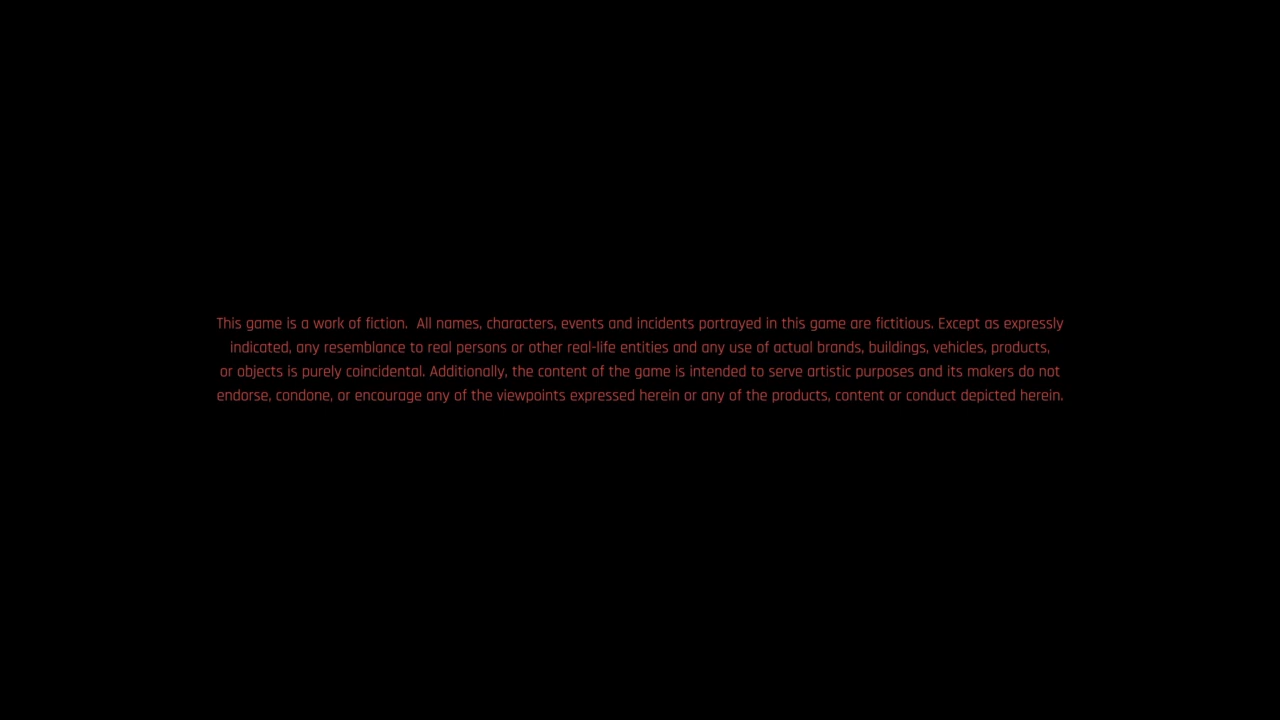 This game is a work of fiction.  All names, characters, events and incidents portrayed in this game are fictitious. Except as expressly
indicated, any resemblance to real persons or other real-life entities and any use of actual brands, buildings, vehicles, products,
or objects is purely coincidental. Additionally, the content of the game is intended to serve artistic purposes and its makers do not
endorse, condone, or encourage any of the viewpoints expressed herein or any of the products, content or conduct depicted herein.